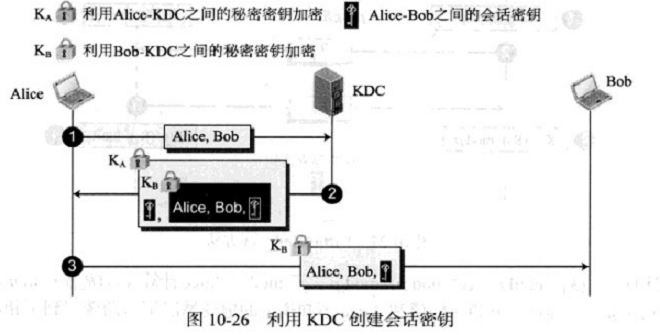 K_A 利用Alice-KDC之间的秘密密钥加密 Alice-Bob之间的会话密钥
K_B 利用Bob-KDC之间的秘密密钥加密
Alice KDC Bob
1 Alice, Bob
K_A
K_B
, Alice, Bob, 2
K_B
3 Alice, Bob,
图 10-26 利用 KDC 创建会话密钥